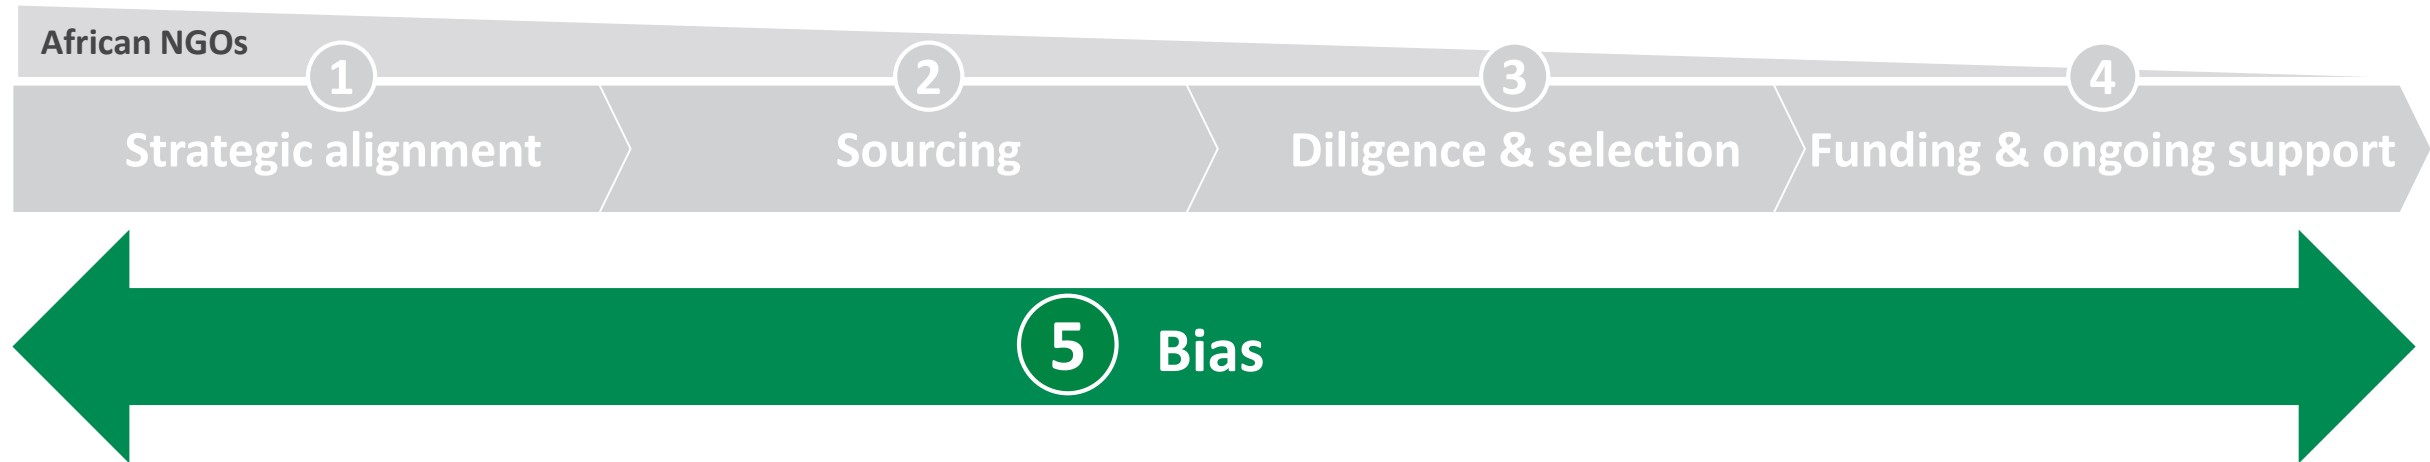 African NGOs
1
2
3
4
Strategic alignment
Sourcing
Diligence & selection
Funding & ongoing support
5 Bias